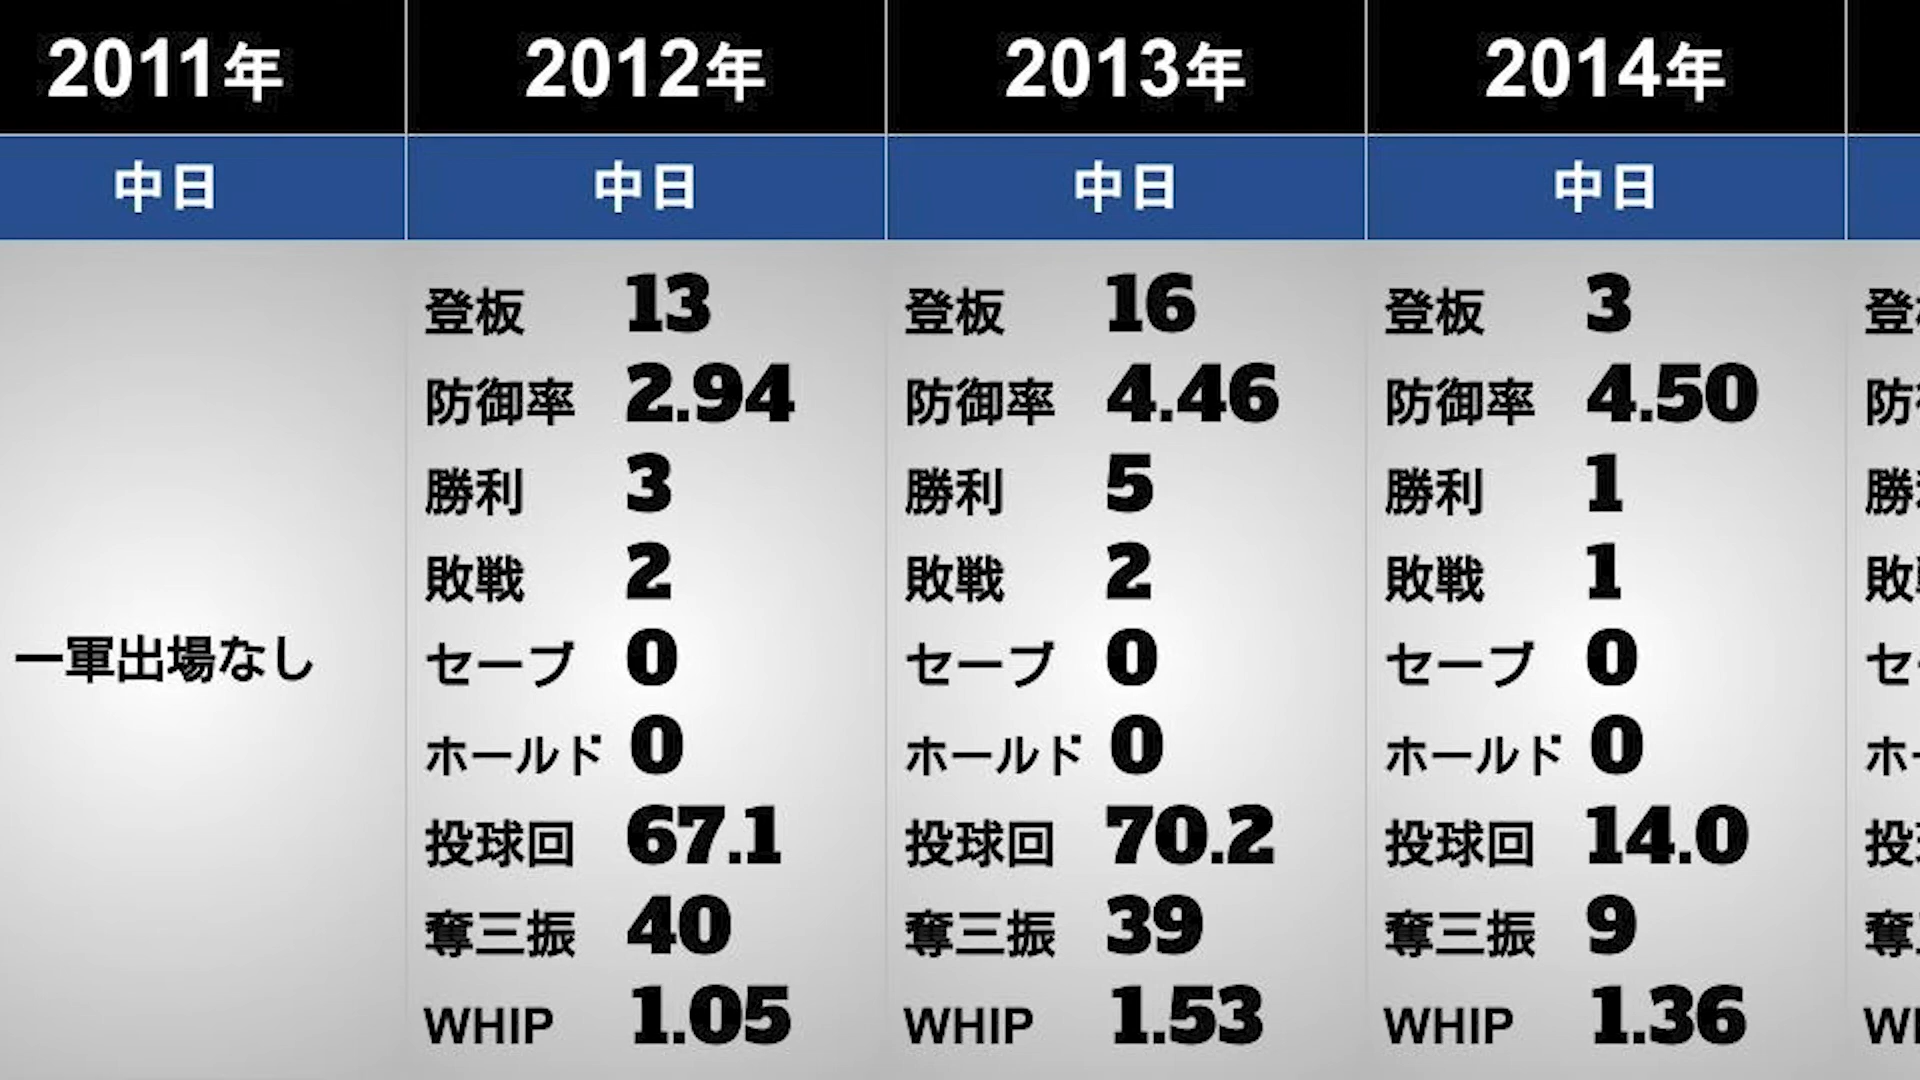 2011年
中日
一軍出場なし
2012年
中日
登板 13
防御率 2.94
勝利 3
敗戦 2
セーブ 0
ホールド 0
投球回 67.1
奪三振 40
WHIP 1.05
2013年
中日
登板 16
防御率 4.46
勝利 5
敗戦 2
セーブ 0
ホールド 0
投球回 70.2
奪三振 39
WHIP 1.53
2014年
中日
登板 3
防御率 4.50
勝利 1
敗戦 1
セーブ 0
ホールド 0
投球回 14.0
奪三振 9
WHIP 1.36